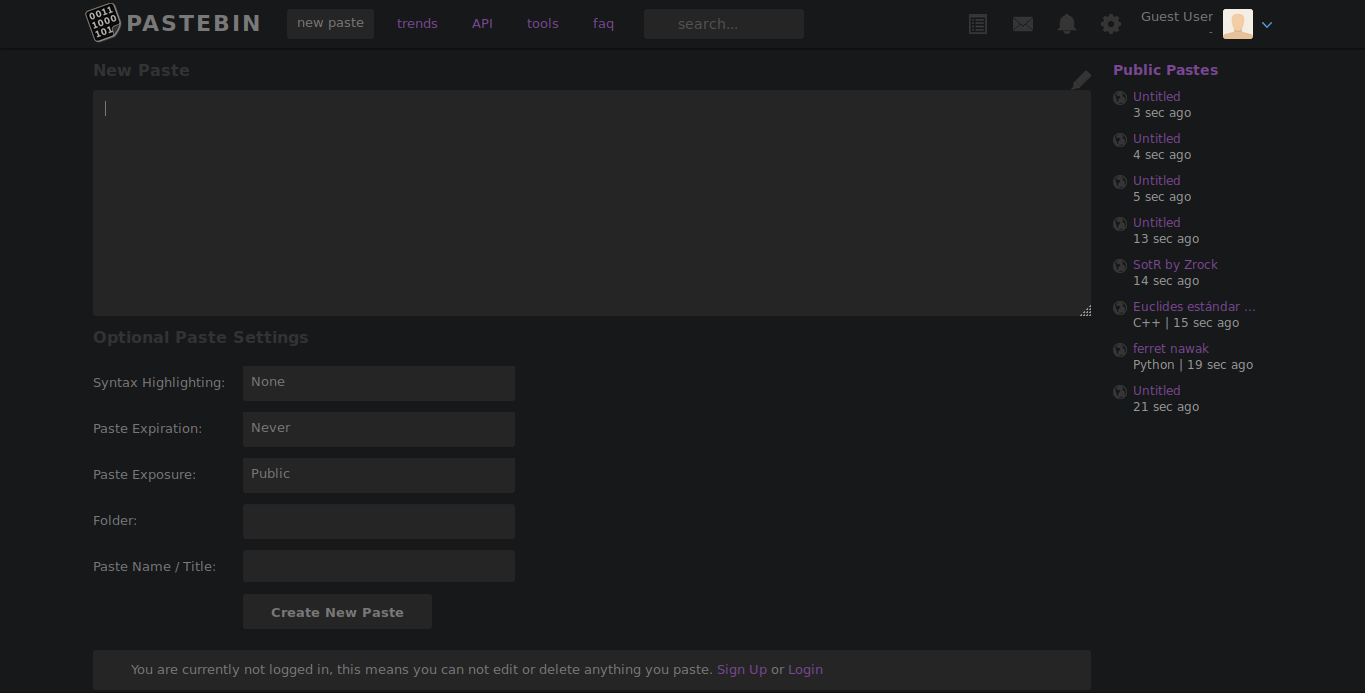 0011
1000
101
PASTEBIN
new paste
trends
API
tools
faq
search...
Guest User
-
New Paste
Optional Paste Settings
Syntax Highlighting: None
Paste Expiration: Never
Paste Exposure: Public
Folder:
Paste Name / Title:
Create New Paste
You are currently not logged in, this means you can not edit or delete anything you paste. Sign Up or Login
Public Pastes
Untitled
3 sec ago
Untitled
4 sec ago
Untitled
5 sec ago
Untitled
13 sec ago
SotR by Zrock
14 sec ago
Euclides estándar ...
C++ | 15 sec ago
ferret nawak
Python | 19 sec ago
Untitled
21 sec ago